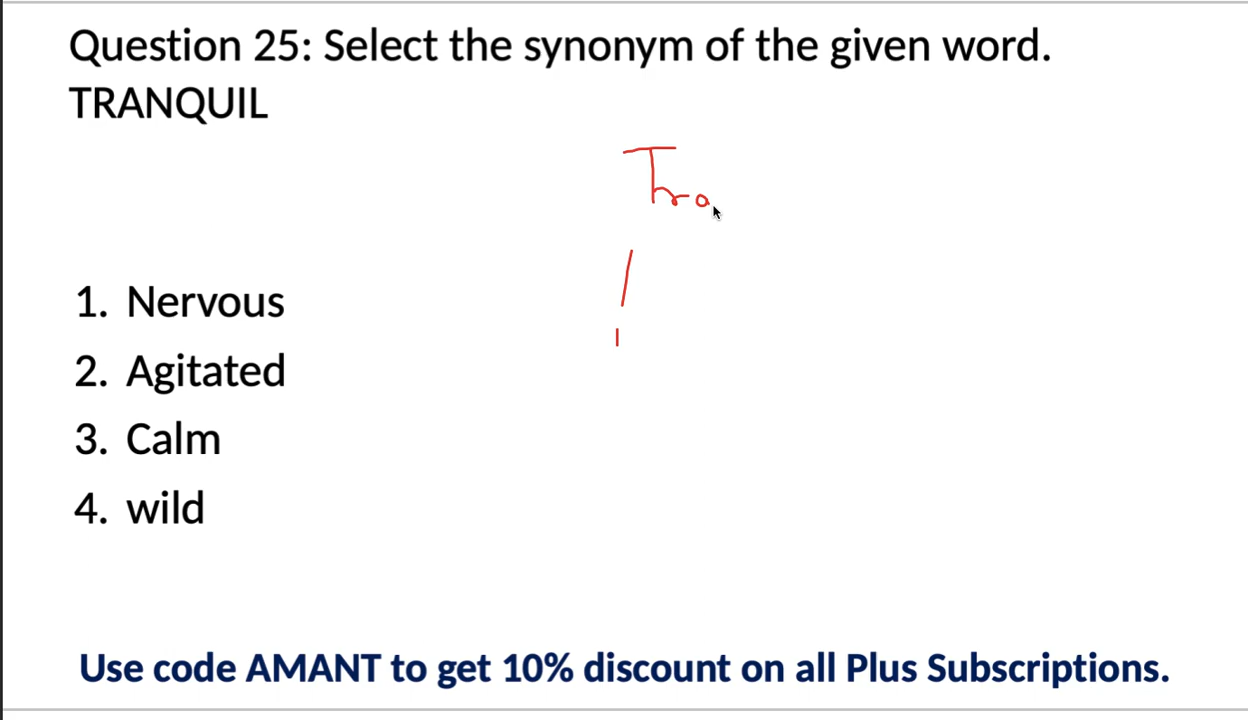 Question 25: Select the synonym of the given word.
TRANQUIL
Tra
1. Nervous
2. Agitated
3. Calm
4. wild
Use code AMANT to get 10% discount on all Plus Subscriptions.